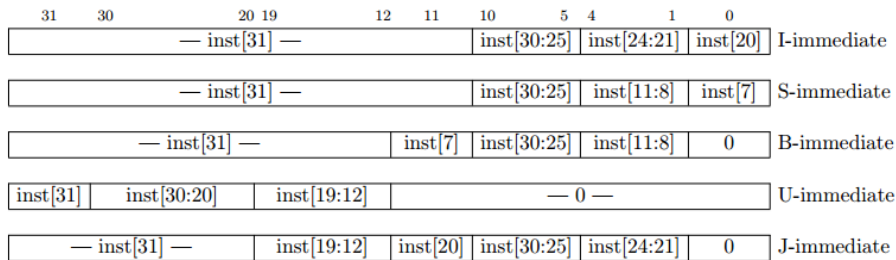 31 30 20 19 12 11 10 5 4 1 0
— inst[31] — inst[30:25] inst[24:21] inst[20] I-immediate
— inst[31] — inst[30:25] inst[11:8] inst[7] S-immediate
— inst[31] — inst[7] inst[30:25] inst[11:8] 0 B-immediate
inst[31] inst[30:20] inst[19:12] — 0 — U-immediate
— inst[31] — inst[19:12] inst[20] inst[30:25] inst[24:21] 0 J-immediate